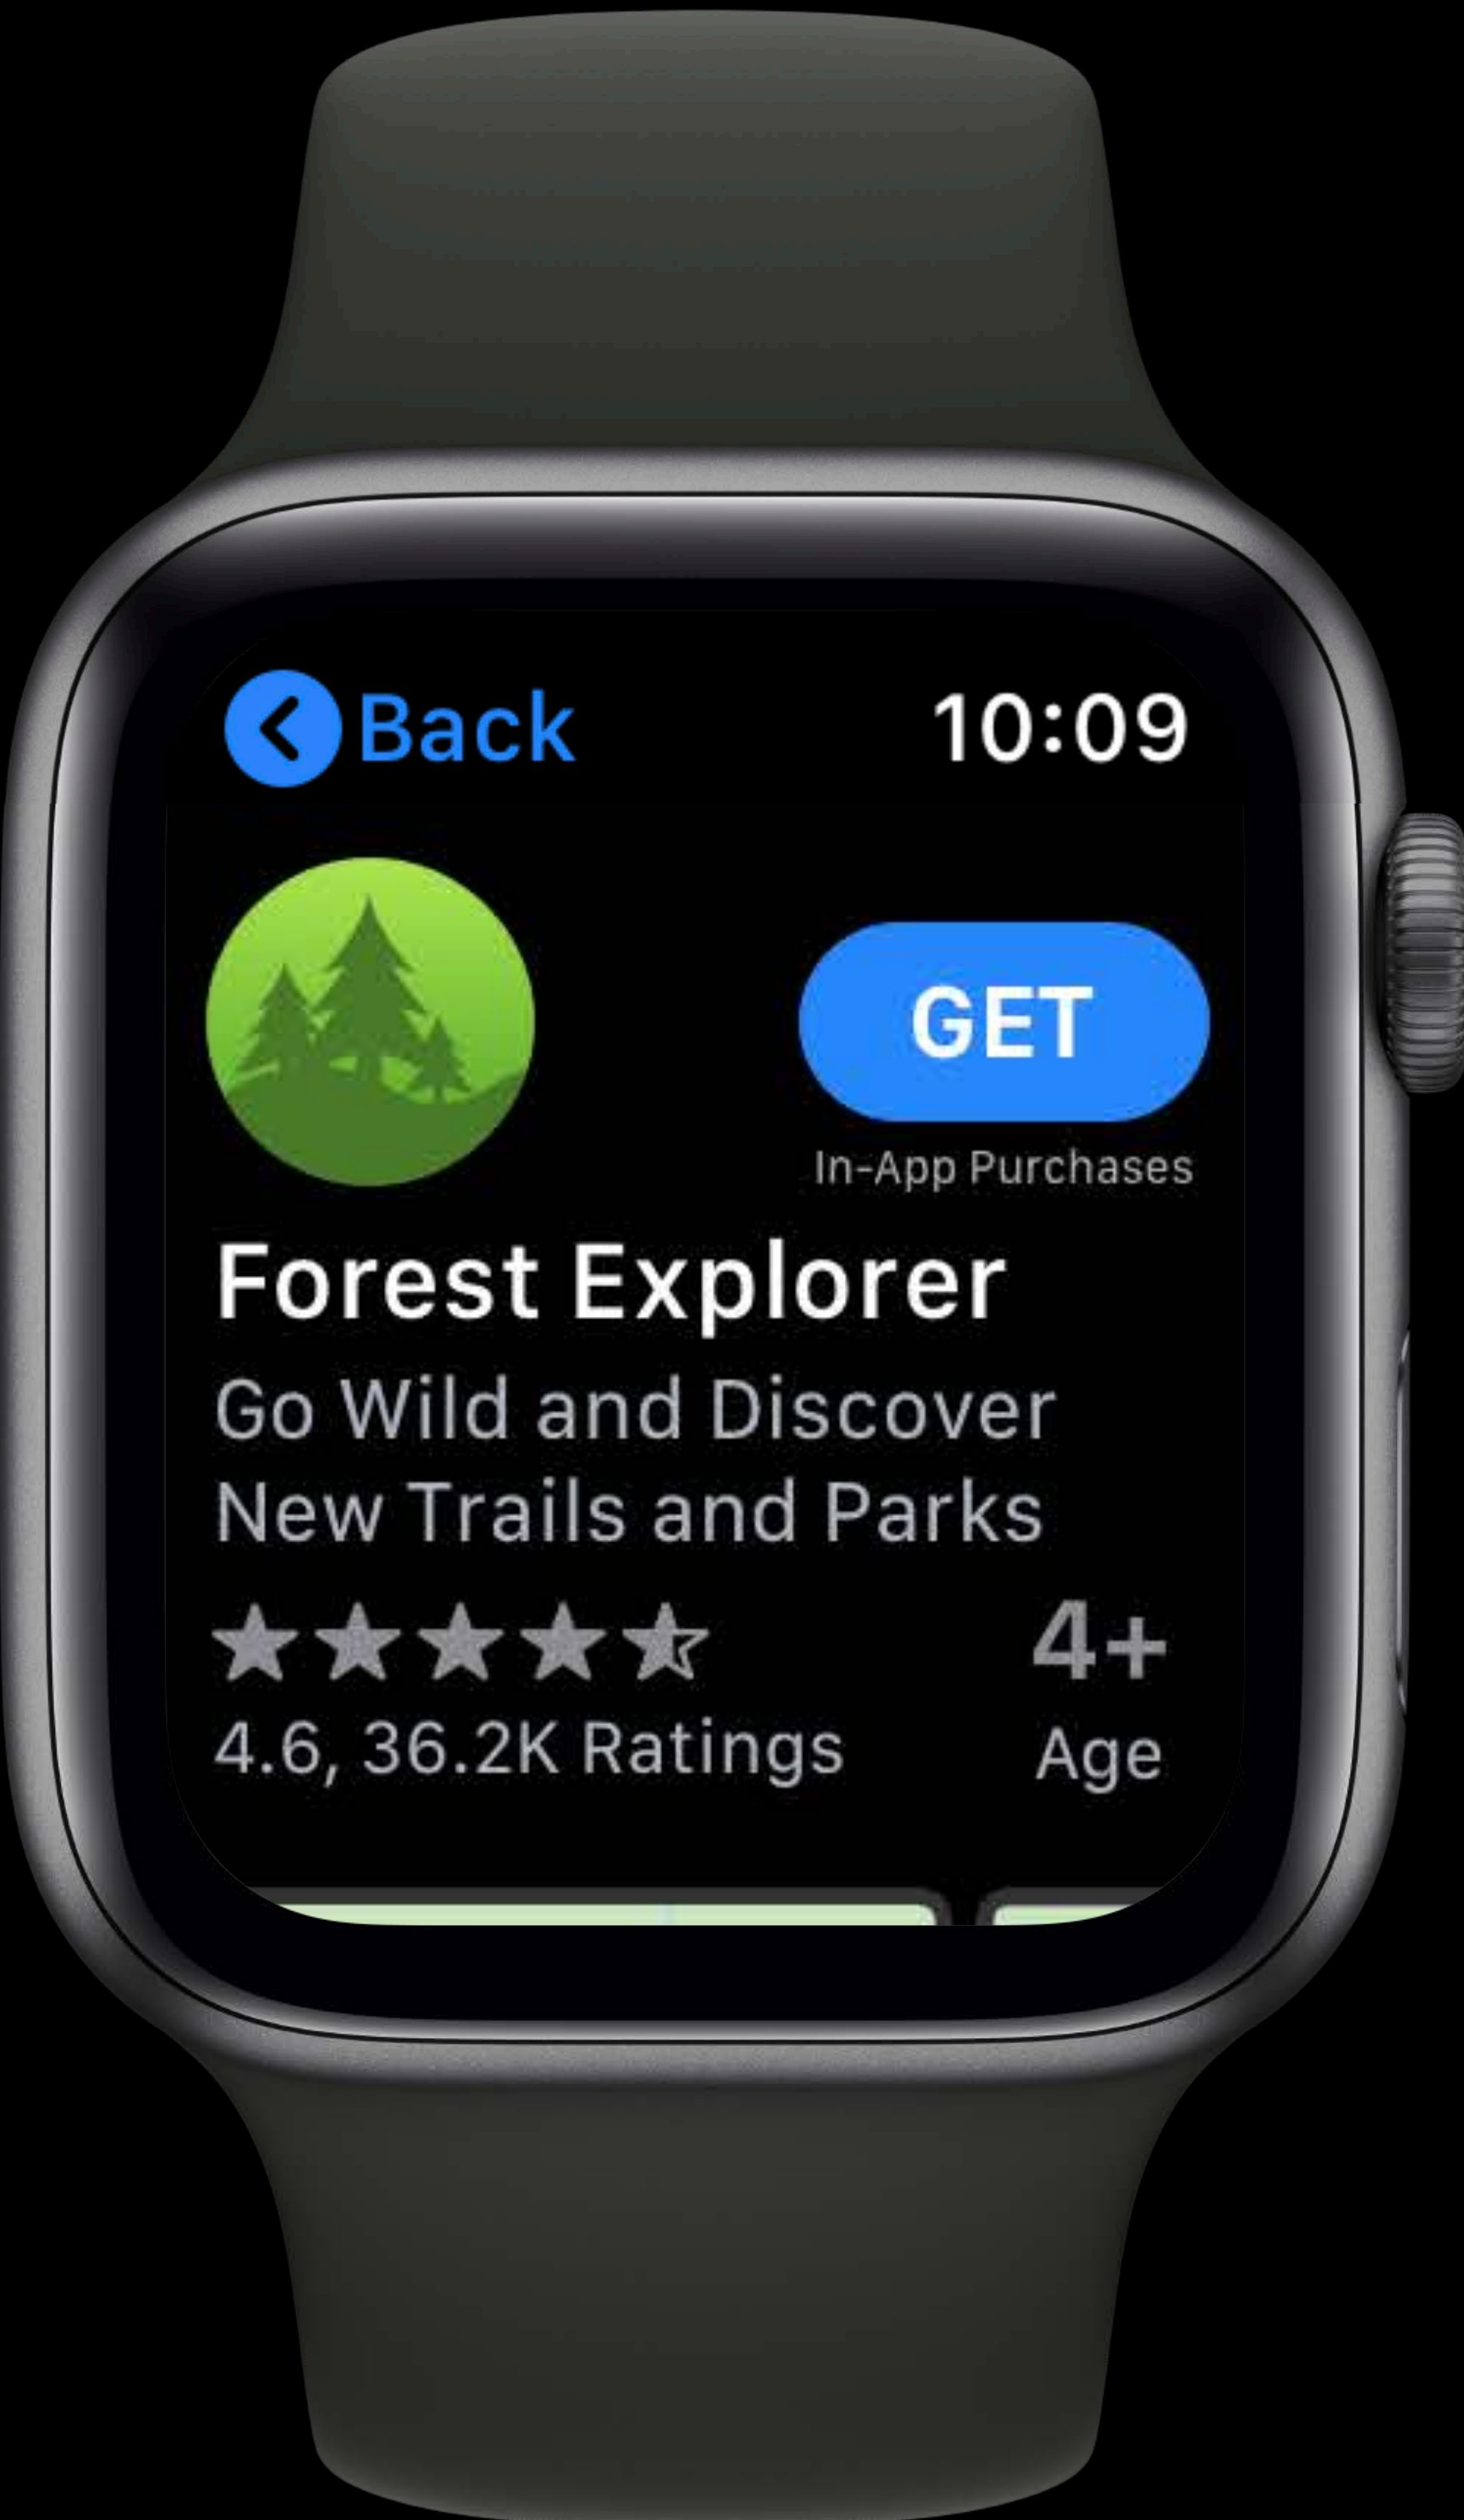 Back
10:09
GET
In-App Purchases
Forest Explorer
Go Wild and Discover
New Trails and Parks
4+
4.6, 36.2K Ratings
Age